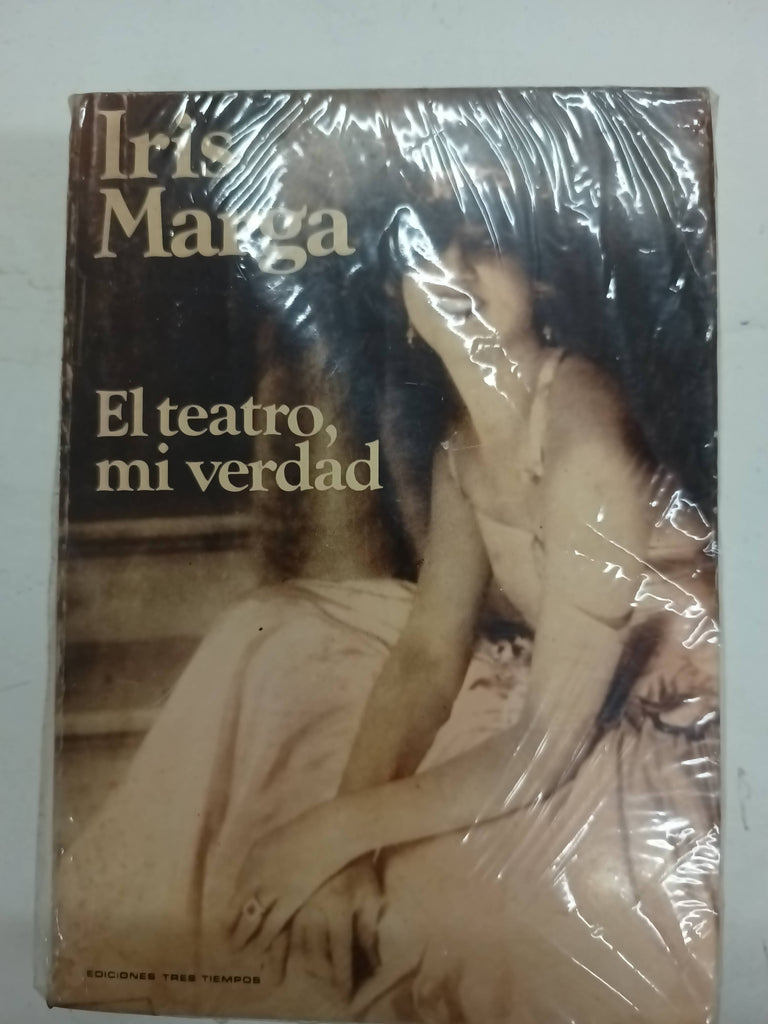 Iris
Marga
El teatro,
mi verdad
EDICIONES TRES TIEMPOS